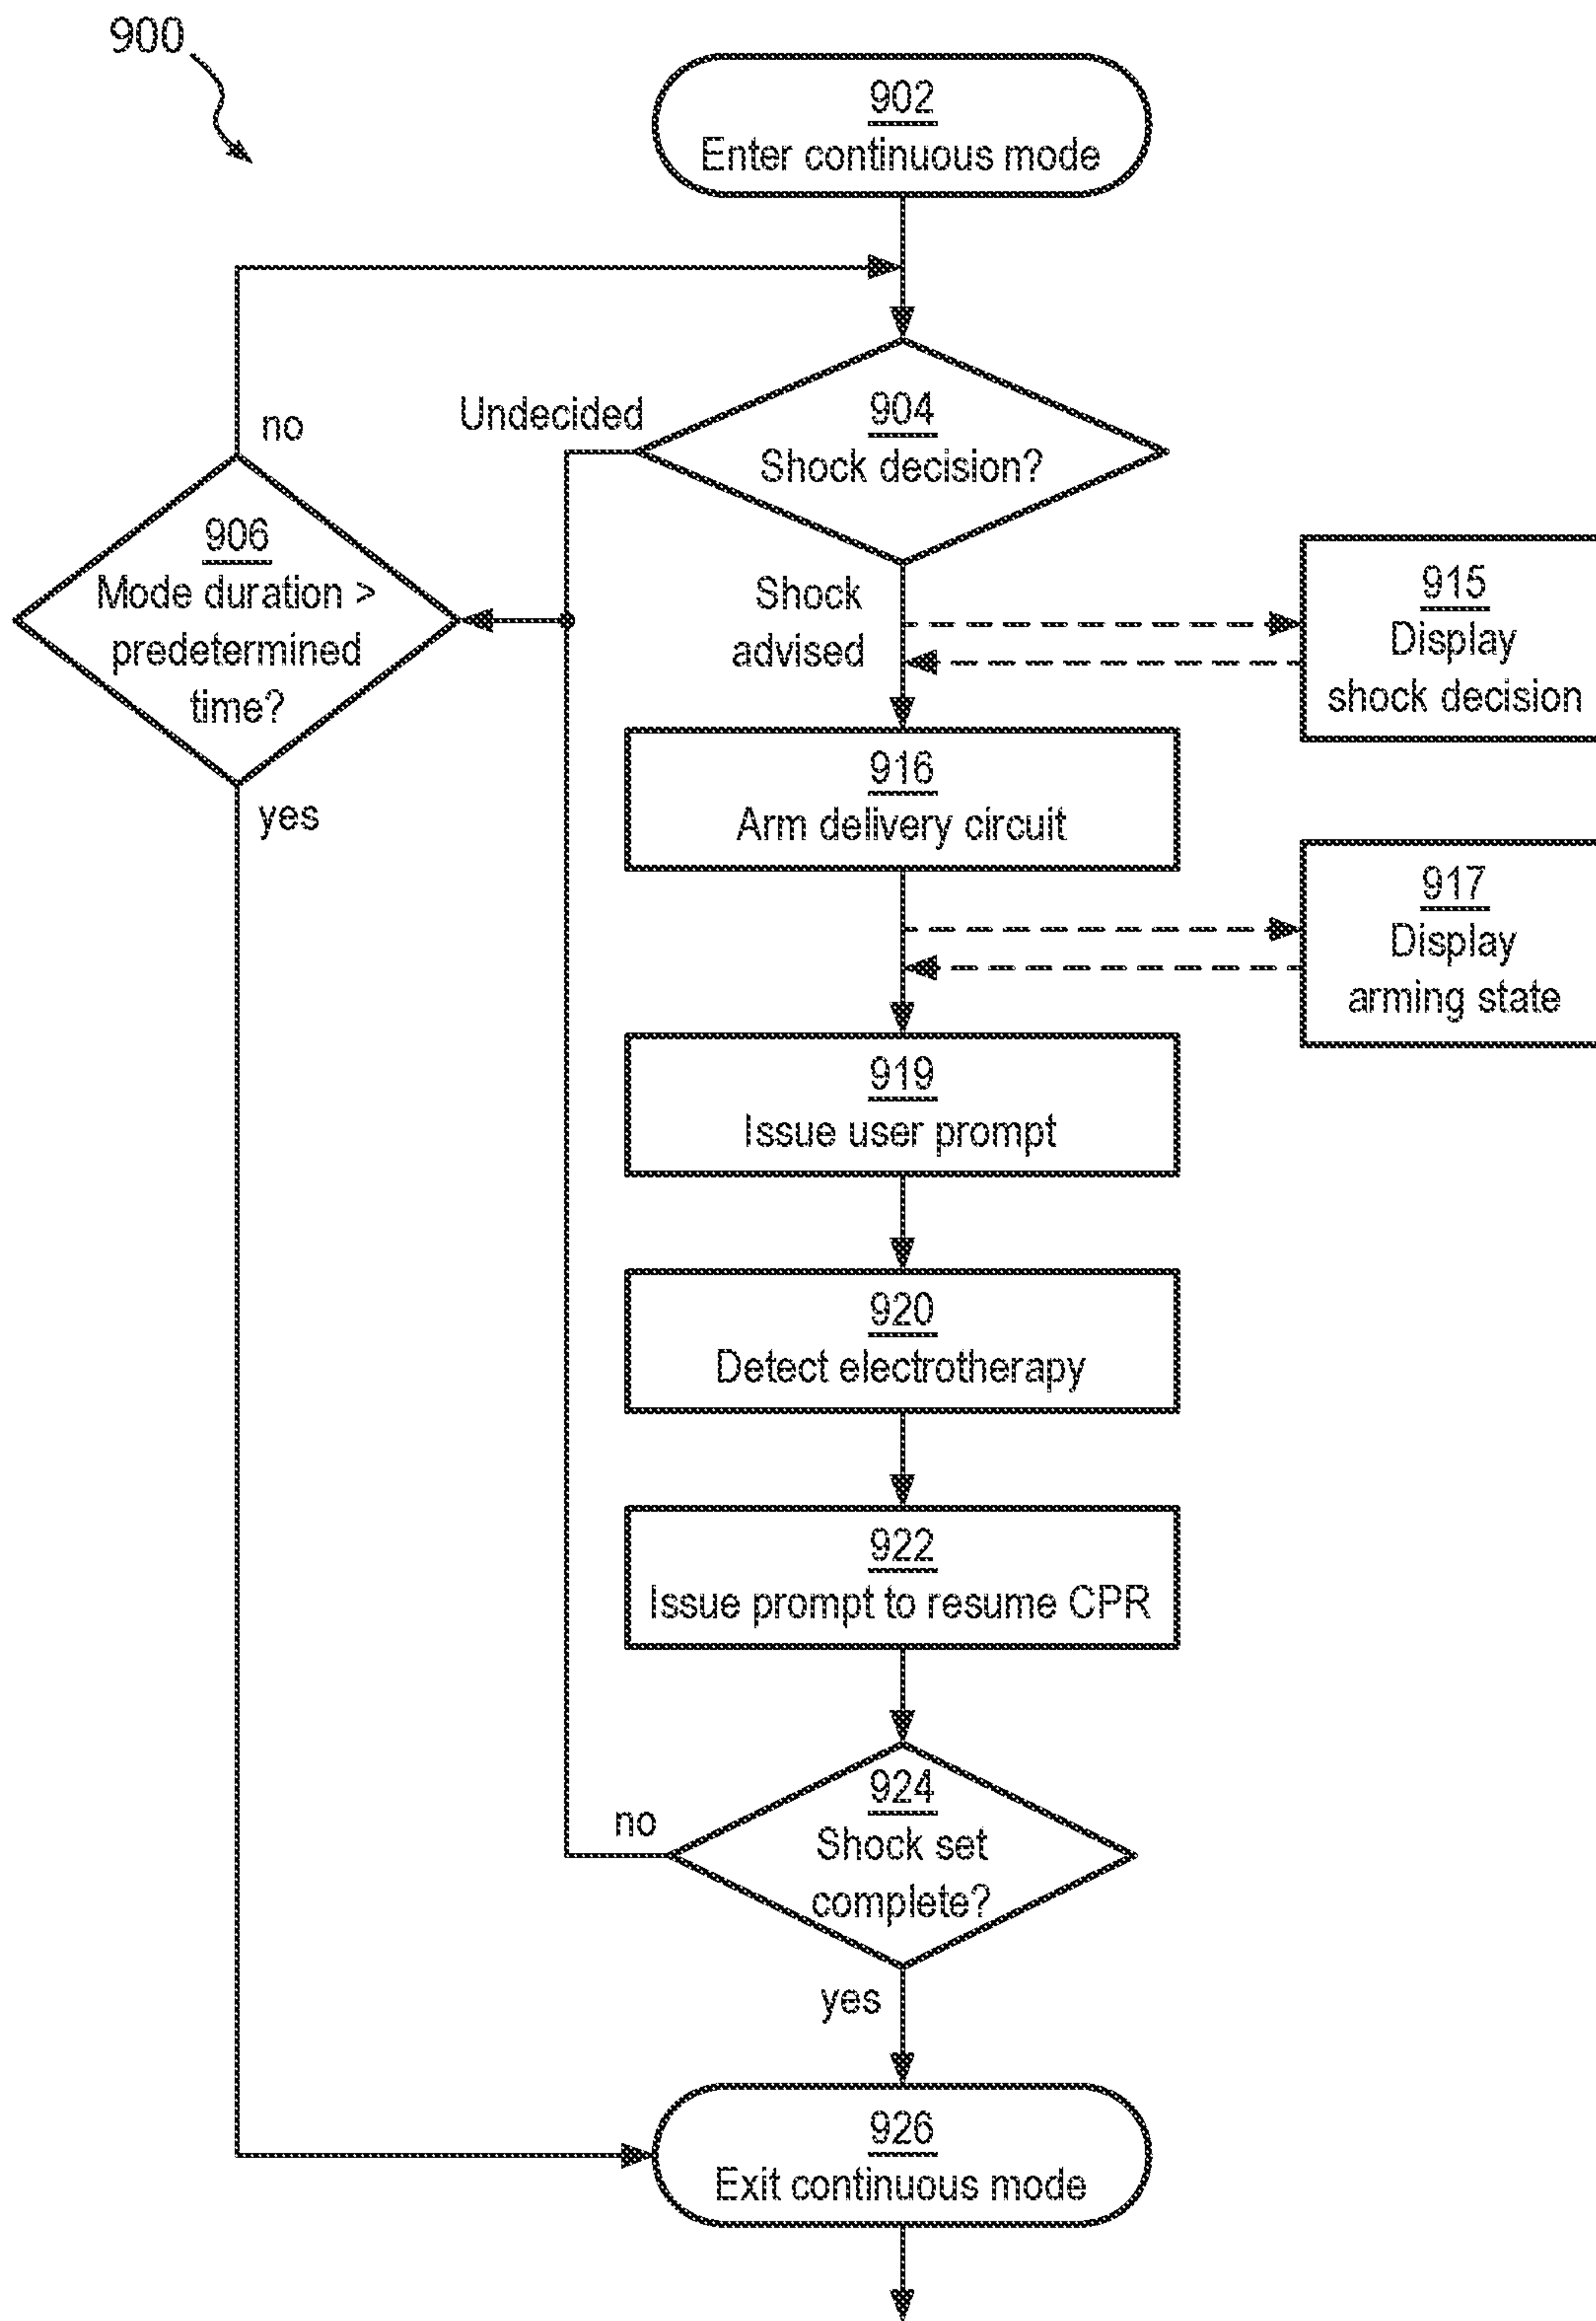 900
902
Enter continuous mode
Undecided
904
Shock decision?
no
906
Mode duration >
predetermined
time?
yes
Shock
advised
915
Display
shock decision
916
Arm delivery circuit
917
Display
arming state
919
Issue user prompt
920
Detect electrotherapy
922
Issue prompt to resume CPR
924
Shock set
complete?
no
yes
926
Exit continuous mode